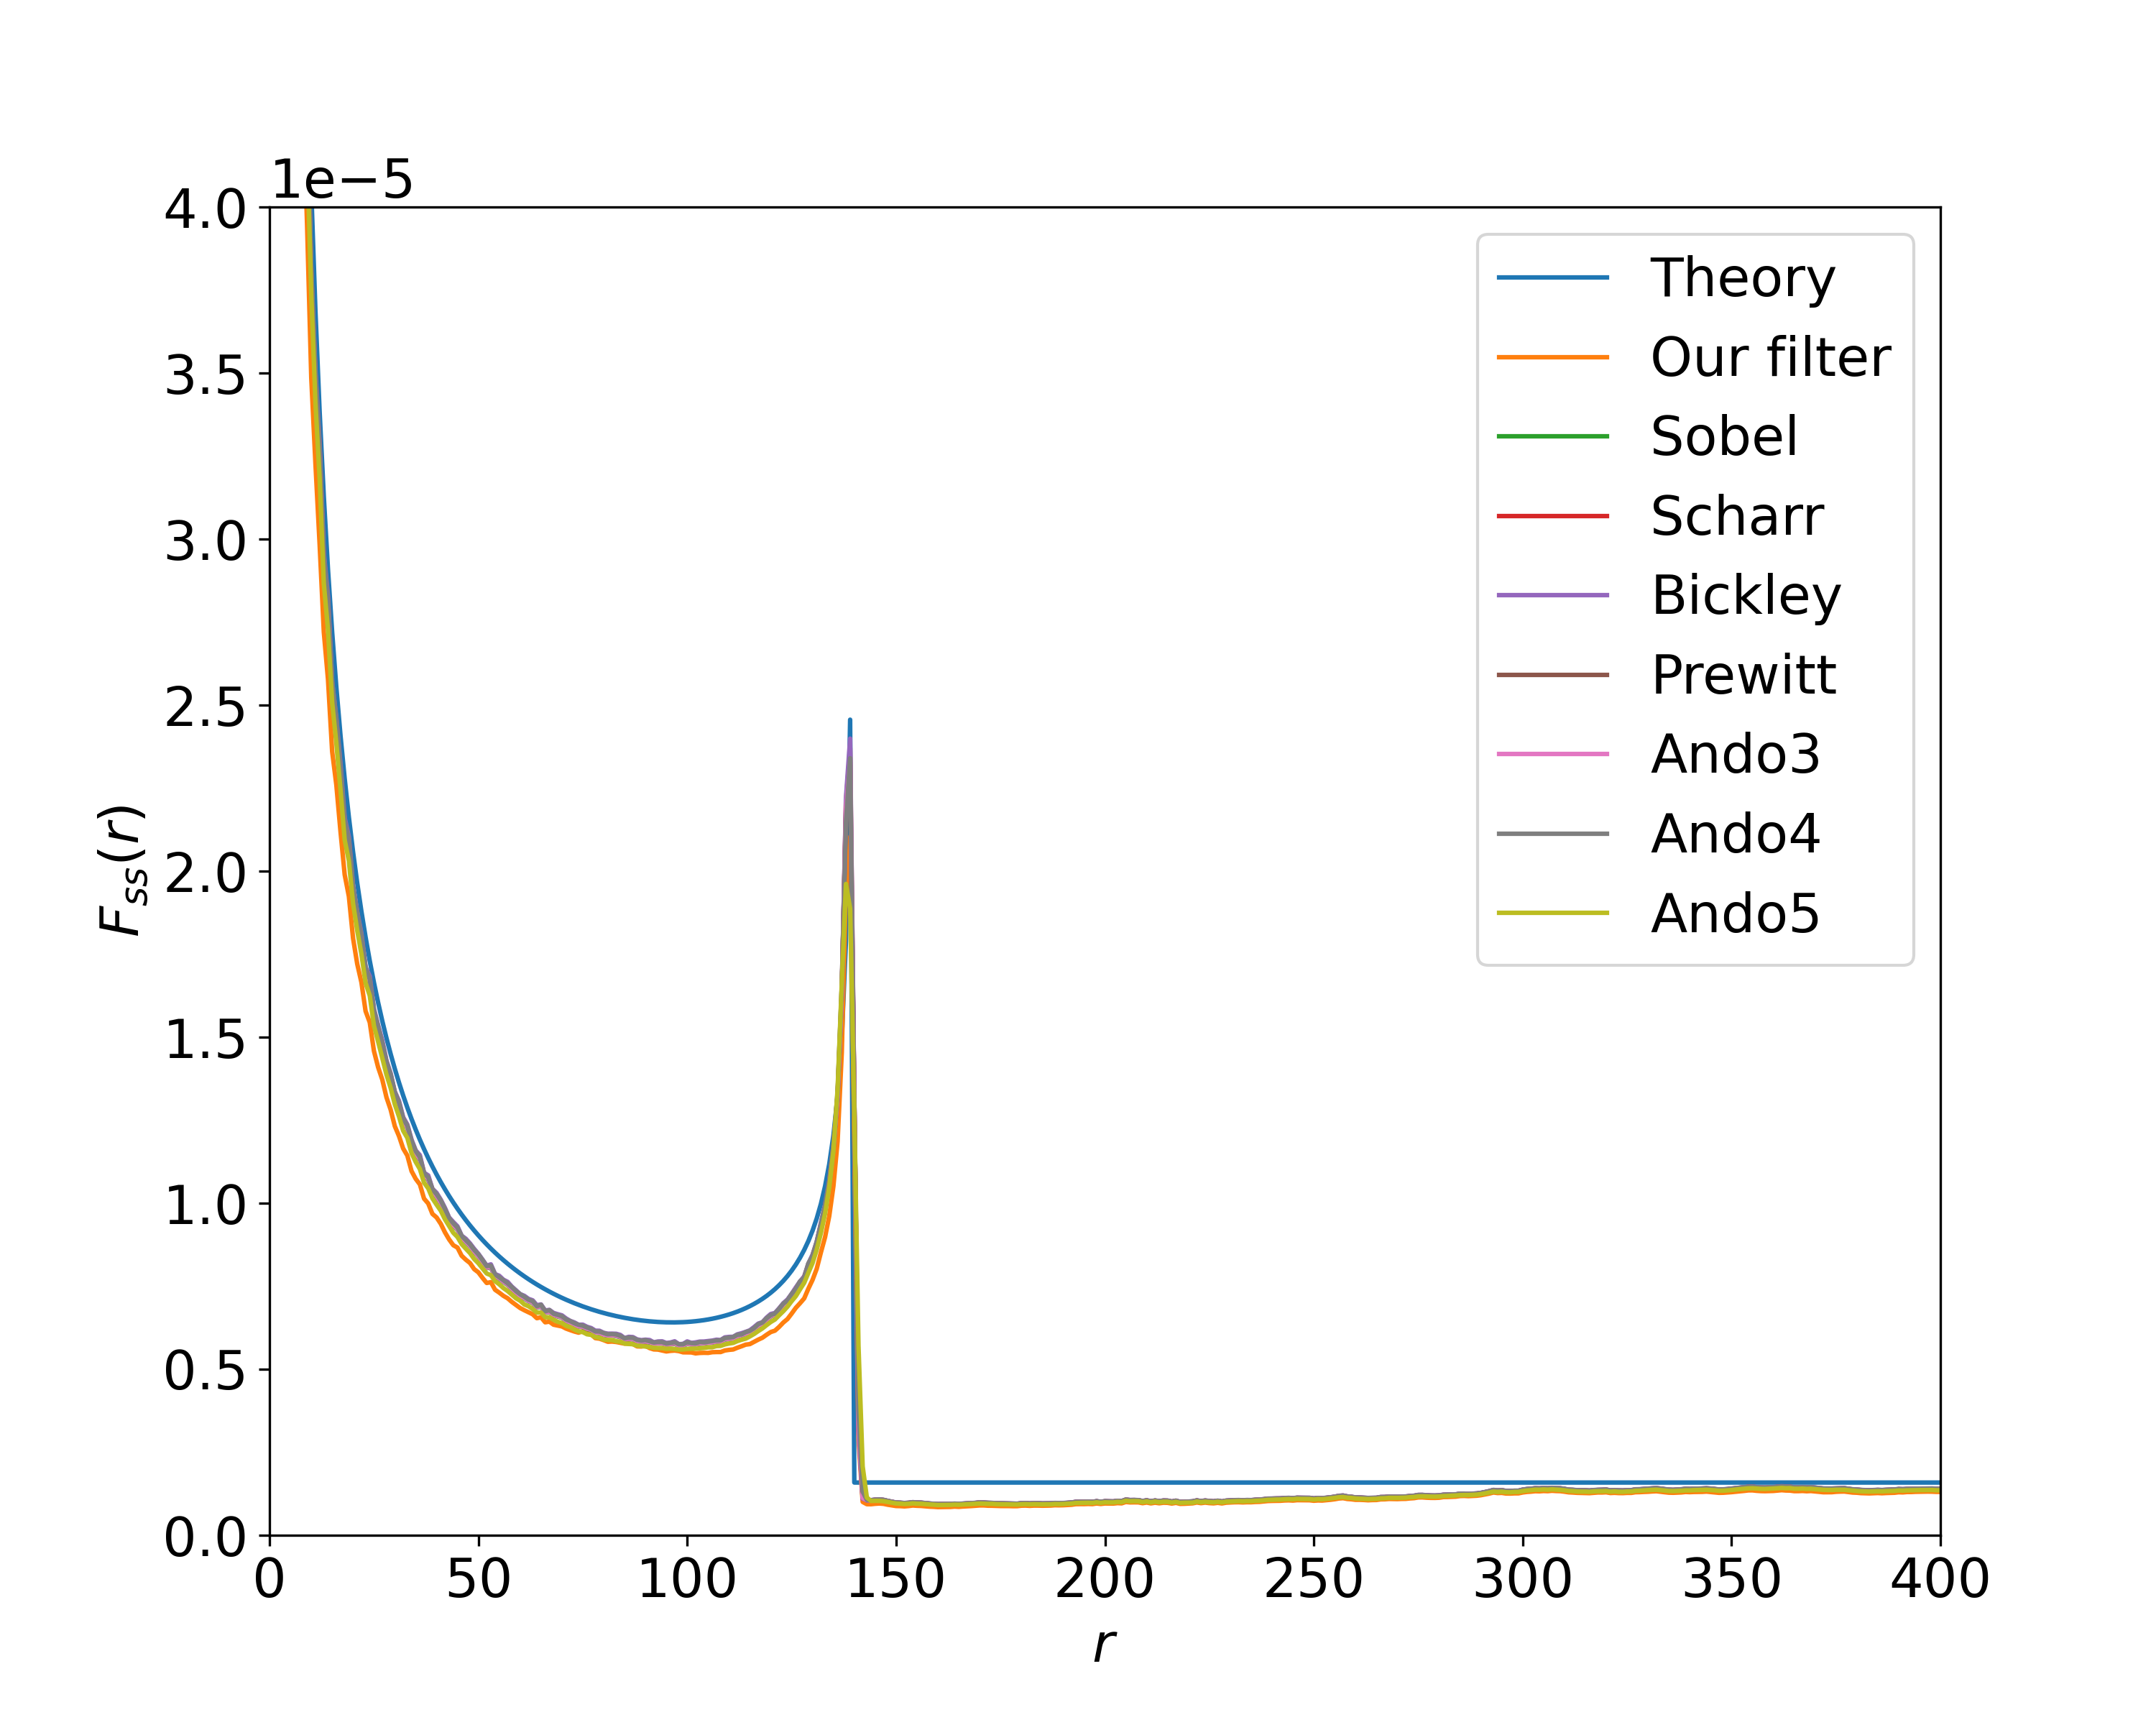 1e−5
4.0
3.5
3.0
2.5
2.0
1.5
1.0
0.5
0.0
F_ss(r)
0 50 100 150 200 250 300 350 400
r
Theory
Our filter
Sobel
Scharr
Bickley
Prewitt
Ando3
Ando4
Ando5